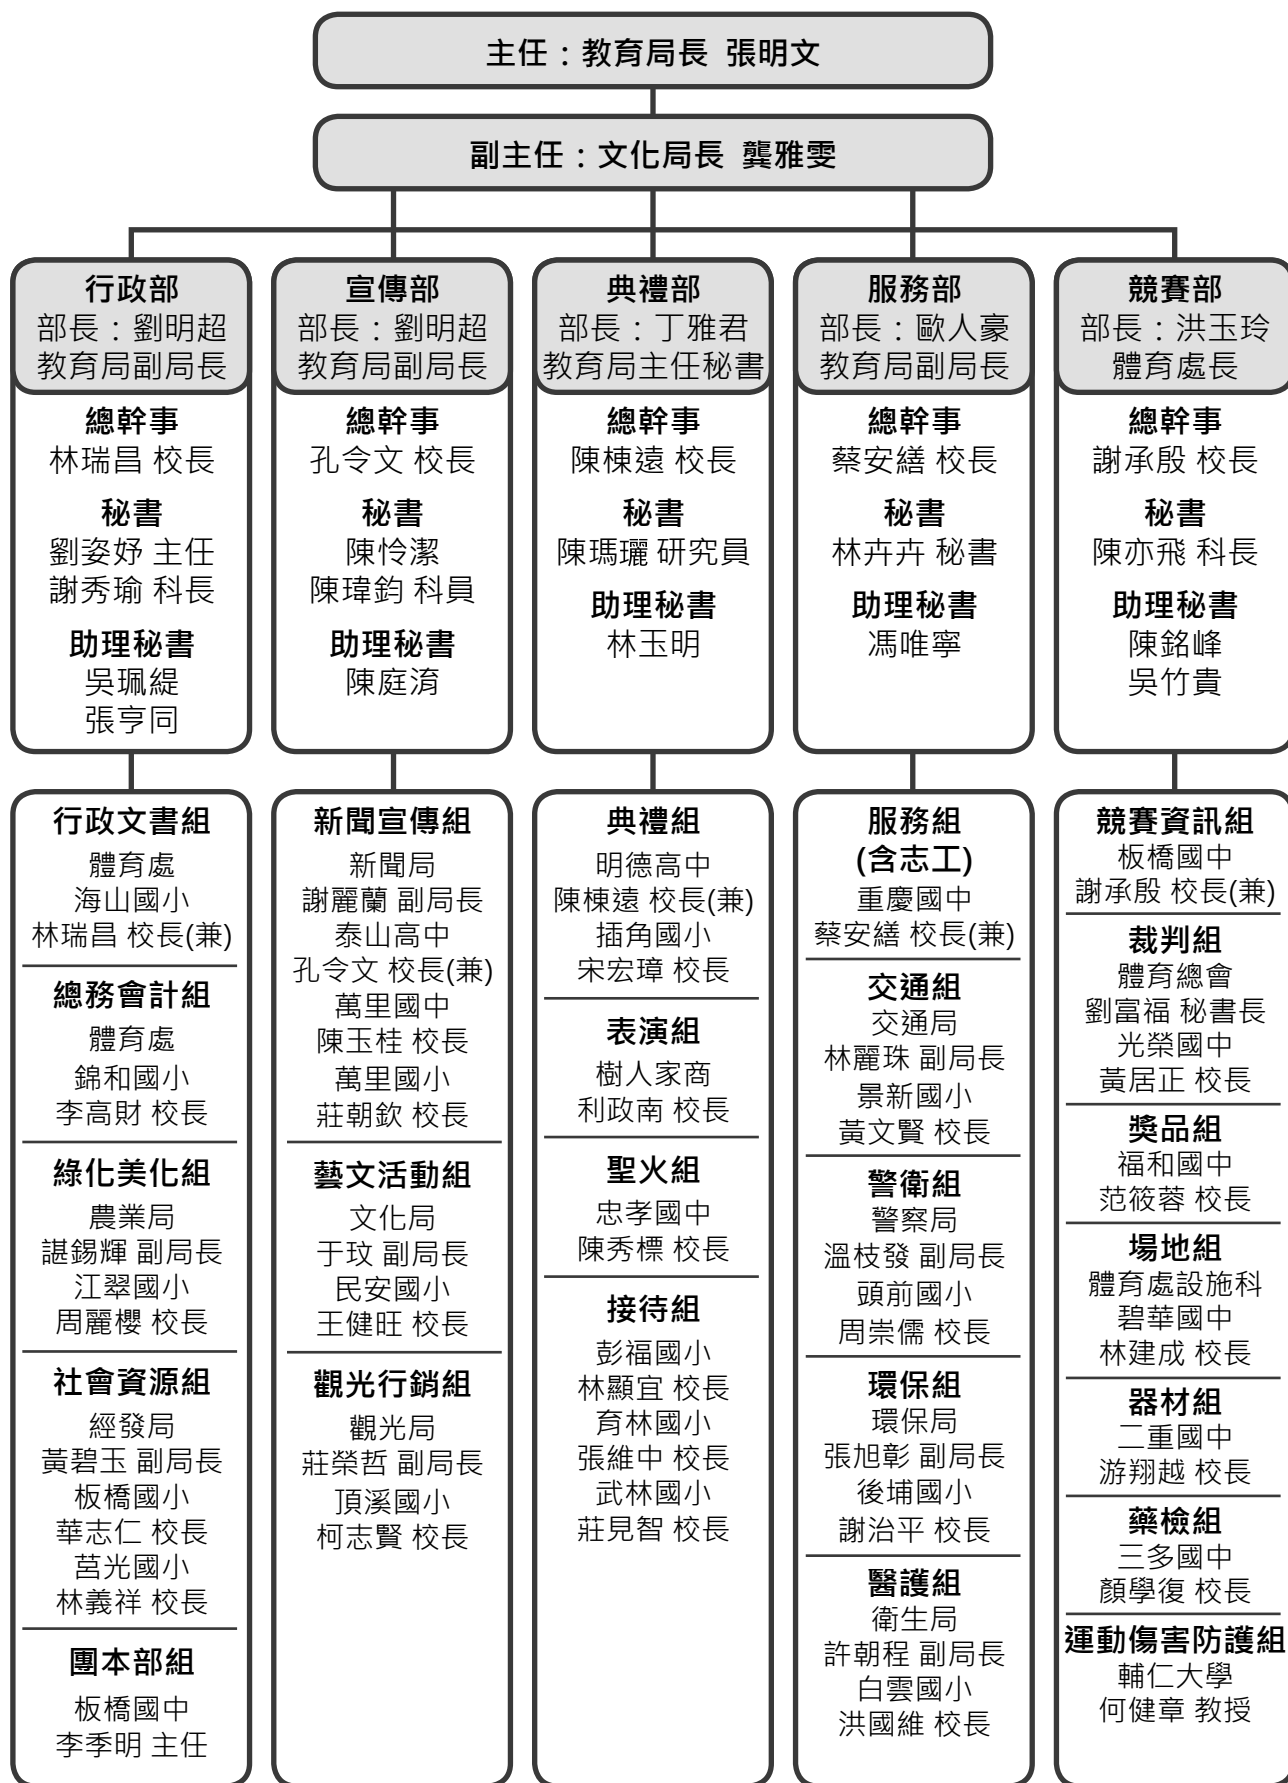 主任：教育局長 張明文
副主任：文化局長 龔雅雯
行政部
部長：劉明超
教育局副局長
總幹事
林瑞昌 校長
秘書
劉姿妤 主任
謝秀瑜 科長
助理秘書
吳珮緹
張亨同
宣傳部
部長：劉明超
教育局副局長
總幹事
孔令文 校長
秘書
陳怜潔
陳瑋鈞 科員
助理秘書
陳庭淯
典禮部
部長：丁雅君
教育局主任秘書
總幹事
陳棟遠 校長
秘書
陳瑪瓏 研究員
助理秘書
林玉明
服務部
部長：歐人豪
教育局副局長
總幹事
蔡安繕 校長
秘書
林卉卉 秘書
助理秘書
馮唯寧
競賽部
部長：洪玉玲
體育處長
總幹事
謝承殷 校長
秘書
陳亦飛 科長
助理秘書
陳銘峰
吳竹貴
行政文書組
體育處
海山國小
林瑞昌 校長(兼)
總務會計組
體育處
錦和國小
李高財 校長
綠化美化組
農業局
諶錫輝 副局長
江翠國小
周麗櫻 校長
社會資源組
經發局
黃碧玉 副局長
板橋國小
華志仁 校長
莒光國小
林義祥 校長
團本部組
板橋國中
李季明 主任
新聞宣傳組
新聞局
謝麗蘭 副局長
泰山高中
孔令文 校長(兼)
萬里國中
陳玉桂 校長
萬里國小
莊朝欽 校長
藝文活動組
文化局
于玟 副局長
民安國小
王健旺 校長
觀光行銷組
觀光局
莊榮哲 副局長
頂溪國小
柯志賢 校長
典禮組
明德高中
陳棟遠 校長(兼)
插角國小
宋宏璋 校長
表演組
樹人家商
利政南 校長
聖火組
忠孝國中
陳秀標 校長
接待組
彭福國小
林顯宜 校長
育林國小
張維中 校長
武林國小
莊見智 校長
服務組
(含志工)
重慶國中
蔡安繕 校長(兼)
交通組
交通局
林麗珠 副局長
景新國小
黃文賢 校長
警衛組
警察局
溫枝發 副局長
頭前國小
周崇儒 校長
環保組
環保局
張旭彰 副局長
後埔國小
謝治平 校長
醫護組
衛生局
許朝程 副局長
白雲國小
洪國維 校長
競賽資訊組
板橋國中
謝承殷 校長(兼)
裁判組
體育總會
劉富福 秘書長
光榮國中
黃居正 校長
獎品組
福和國中
范筱蓉 校長
場地組
體育處設施科
碧華國中
林建成 校長
器材組
二重國中
游翔越 校長
藥檢組
三多國中
顏學復 校長
運動傷害防護組
輔仁大學
何健章 教授